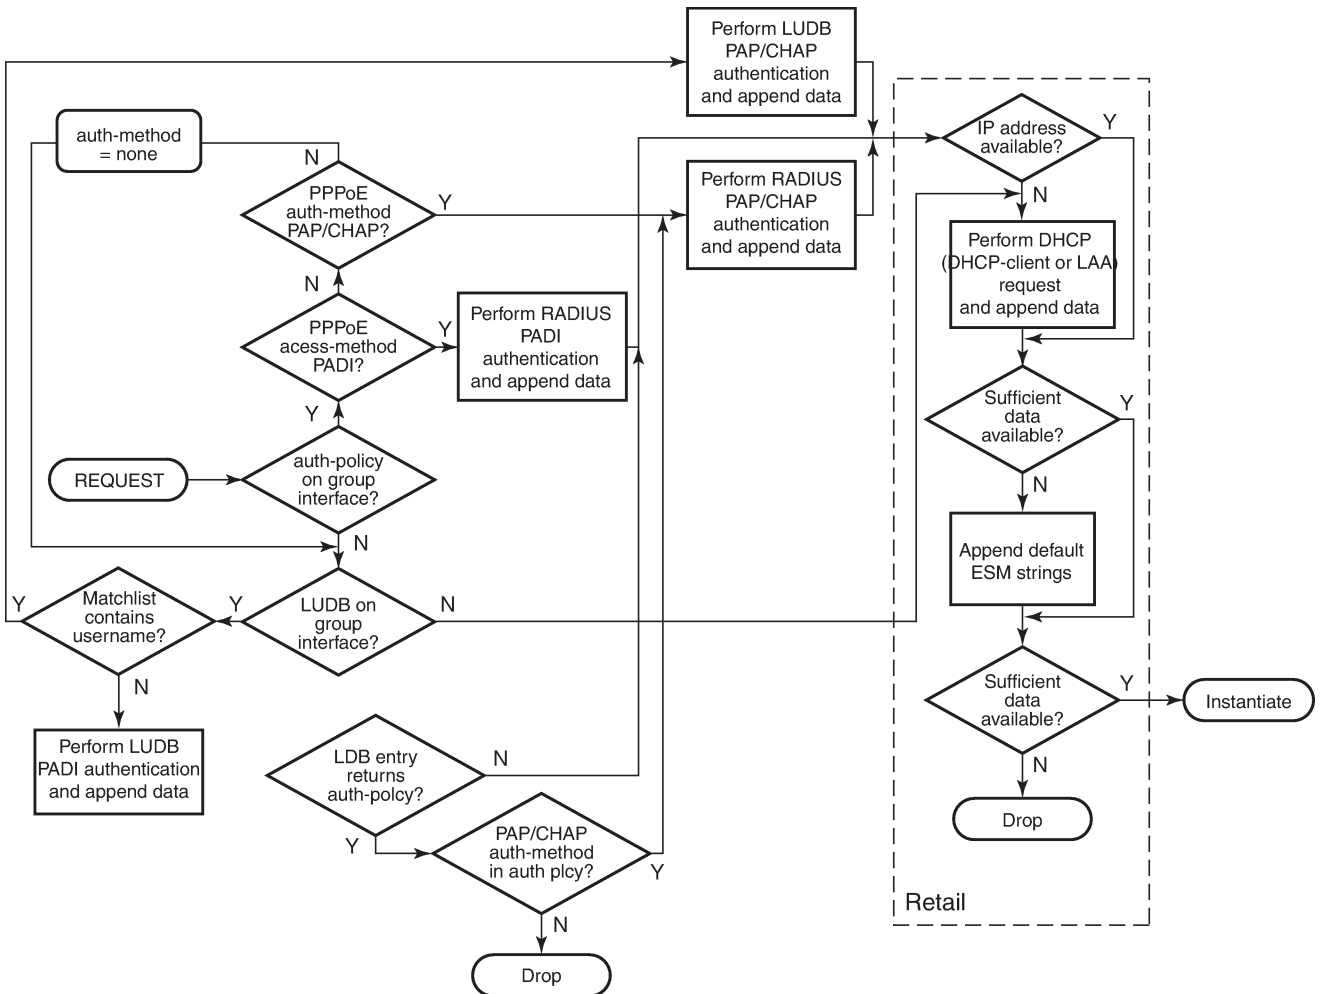 Perform LUDB
PAP/CHAP
authentication
and append data
auth-method
= none
N
PPPoE
auth-method
PAP/CHAP?
Y
Perform RADIUS
PAP/CHAP
authentication
and append data
IP address
available?
Y
N
Perform DHCP
(DHCP-client or LAA)
request
and append data
N
PPPoE
acess-method
PADI?
Y
Perform RADIUS
PADI
authentication
and append data
Y
REQUEST
auth-policy
on group
interface?
N
Sufficient
data
available?
Y
N
Append default
ESM strings
Y
Matchlist
contains
username?
Y
LUDB on
group
interface?
N
N
Perform LUDB
PADI authentication
and append data
Sufficient
data
available?
Y
Instantiate
N
Drop
LDB entry
returns
auth-polcy?
N
Y
PAP/CHAP
auth-method
in auth plcy?
Y
N
Drop
Retail